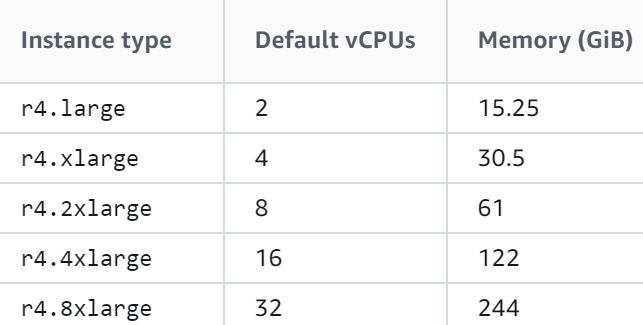 Instance type Default vCPUs Memory (GiB)
r4.large 2 15.25
r4.xlarge 4 30.5
r4.2xlarge 8 61
r4.4xlarge 16 122
r4.8xlarge 32 244